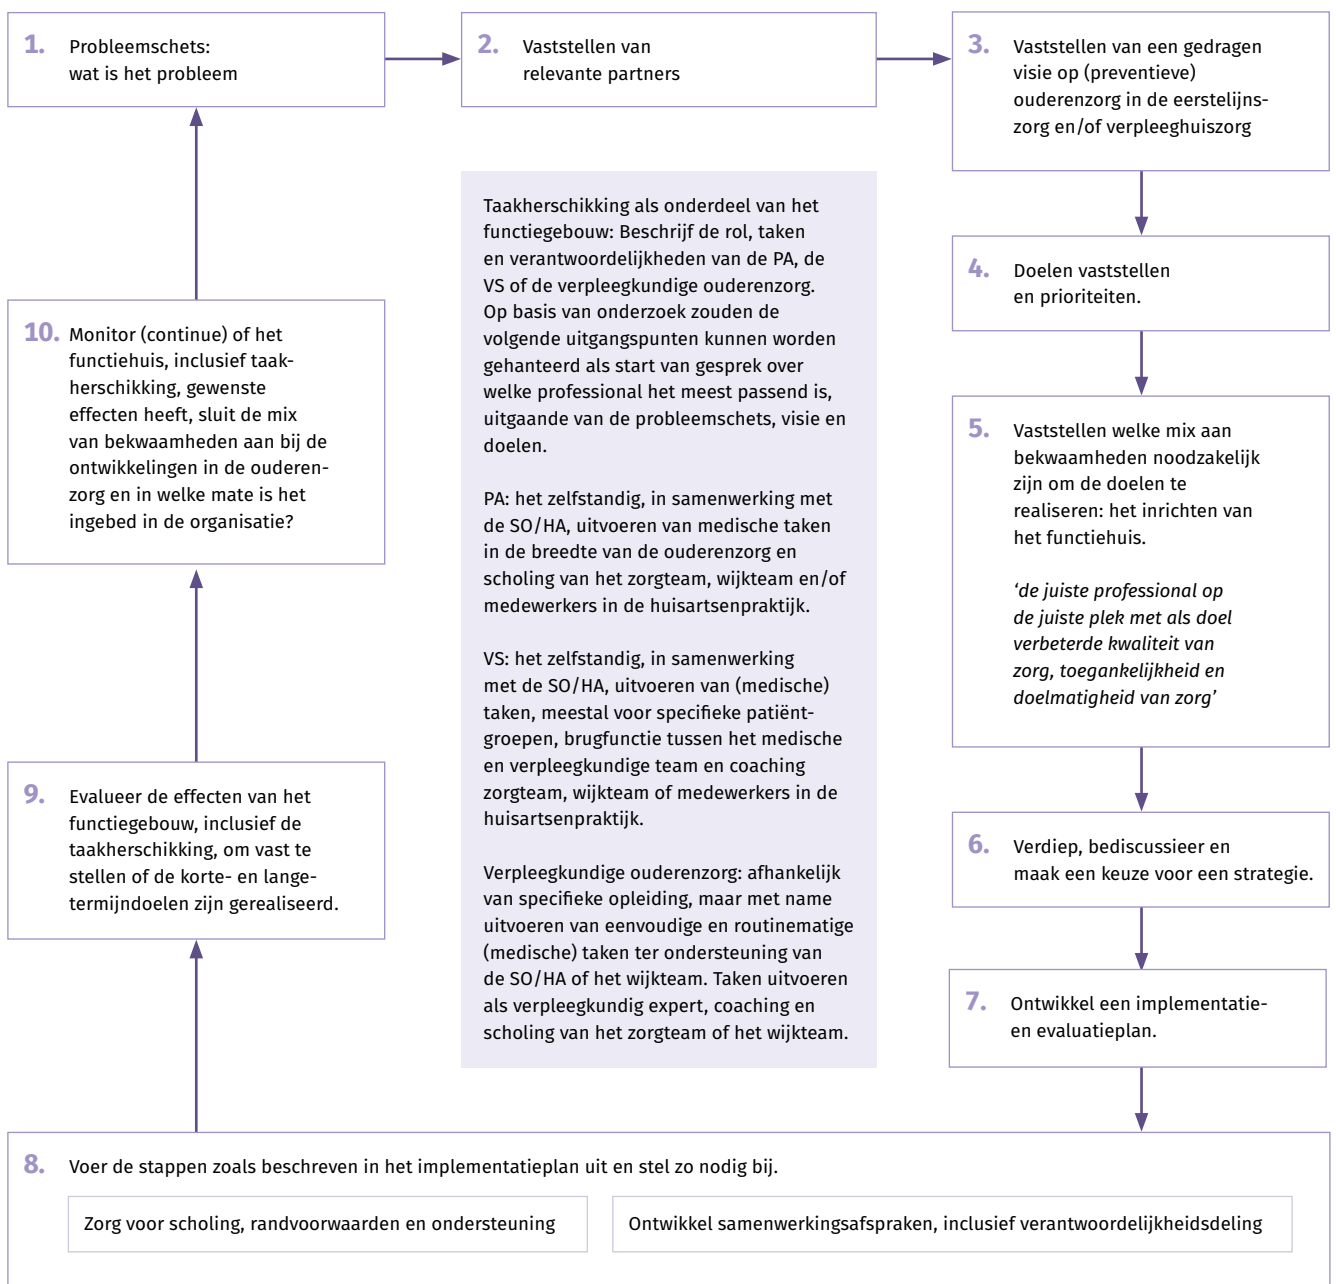 1. Probleemschets:
wat is het probleem
2. Vaststellen van
relevante partners
3. Vaststellen van een gedragen
visie op (preventieve)
ouderenzorg in de eerstelijns-
zorg en/of verpleeghuiszorg
4. Doelen vaststellen
en prioriteiten.
5. Vaststellen welke mix aan
bekwaamheden noodzakelijk
zijn om de doelen te
realiseren: het inrichten van
het functiehuis.
‘de juiste professional op
de juiste plek met als doel
verbeterde kwaliteit van
zorg, toegankelijkheid en
doelmatigheid van zorg’
6. Verdiep, bediscussieer en
maak een keuze voor een strategie.
7. Ontwikkel een implementatie-
en evaluatieplan.
8. Voer de stappen zoals beschreven in het implementatieplan uit en stel zo nodig bij.
Zorg voor scholing, randvoorwaarden en ondersteuning
Ontwikkel samenwerkingsafspraken, inclusief verantwoordelijkheidsdeling
9. Evalueer de effecten van het
functiegebouw, inclusief de
taakherschikking, om vast te
stellen of de korte- en lange-
termijndoelen zijn gerealiseerd.
10. Monitor (continue) of het
functiehuis, inclusief taak-
herschikking, gewenste
effecten heeft, sluit de mix
van bekwaamheden aan bij de
ontwikkelingen in de ouderen-
zorg en in welke mate is het
ingebed in de organisatie?
Taakherschikking als onderdeel van het
functiegebouw: Beschrijf de rol, taken
en verantwoordelijkheden van de PA, de
VS of de verpleegkundige ouderenzorg.
Op basis van onderzoek zouden de
volgende uitgangspunten kunnen worden
gehanteerd als start van gesprek over
welke professional het meest passend is,
uitgaande van de probleemschets, visie en
doelen.
PA: het zelfstandig, in samenwerking met
de SO/HA, uitvoeren van medische taken
in de breedte van de ouderenzorg en
scholing van het zorgteam, wijkteam en/of
medewerkers in de huisartsenpraktijk.
VS: het zelfstandig, in samenwerking
met de SO/HA, uitvoeren van (medische)
taken, meestal voor specifieke patiënt-
groepen, brugfunctie tussen het medische
en verpleegkundige team en coaching
zorgteam, wijkteam of medewerkers in de
huisartsenpraktijk.
Verpleegkundige ouderenzorg: afhankelijk
van specifieke opleiding, maar met name
uitvoeren van eenvoudige en routinematige
(medische) taken ter ondersteuning van
de SO/HA of het wijkteam. Taken uitvoeren
als verpleegkundig expert, coaching en
scholing van het zorgteam of het wijkteam.